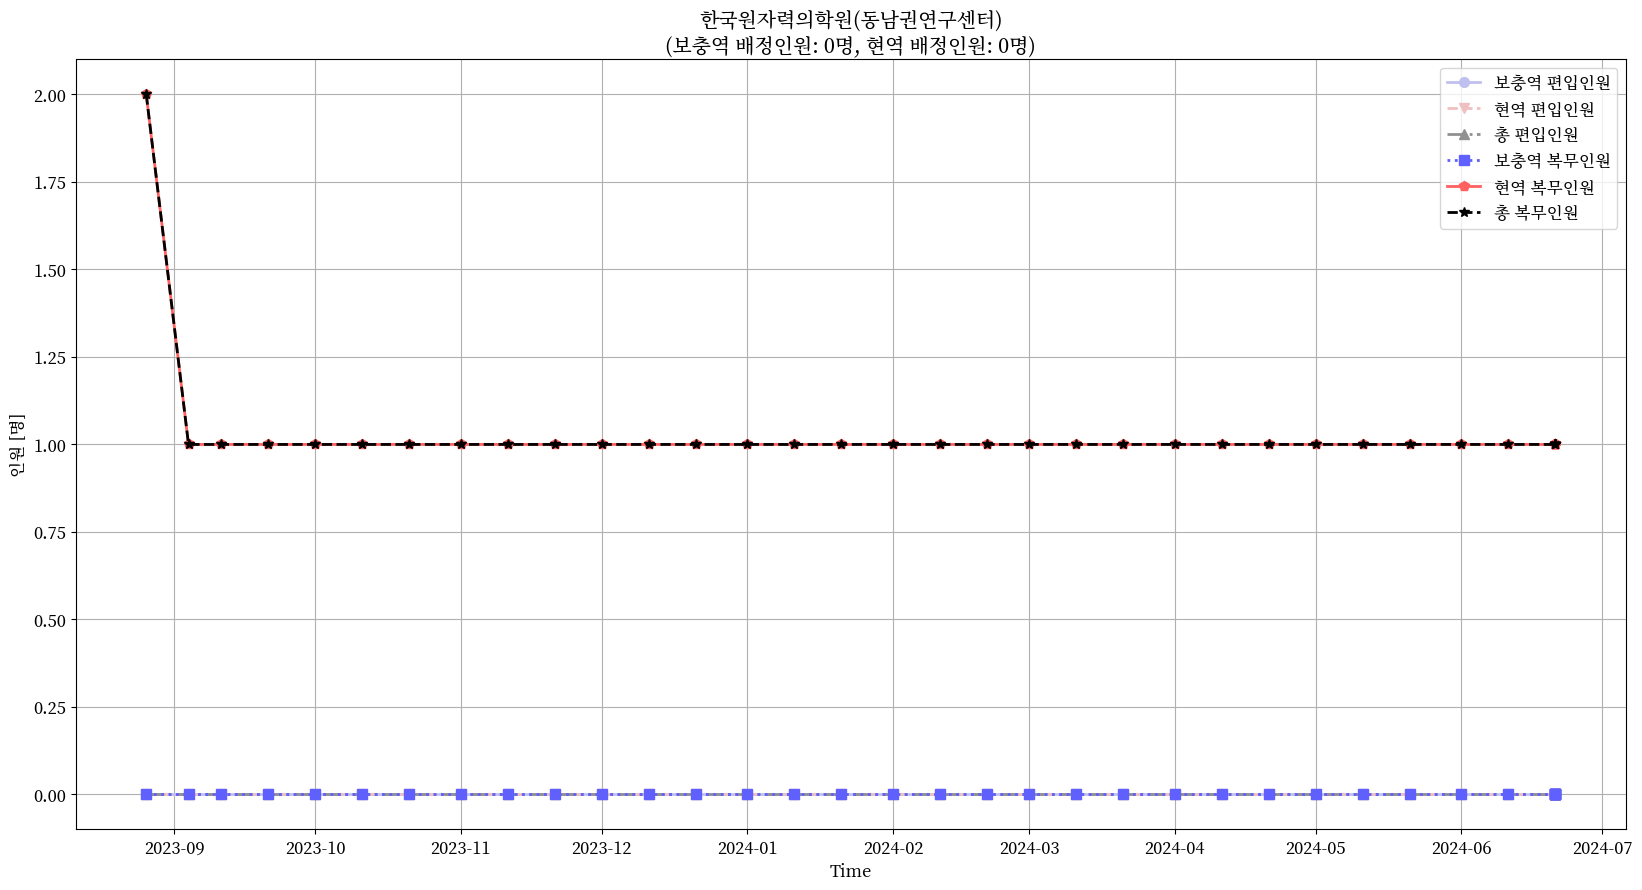 한국원자력의학원(동남권연구센터)
(보충역 배정인원: 0명, 현역 배정인원: 0명)
보충역 편입인원
현역 편입인원
총 편입인원
보충역 복무인원
현역 복무인원
총 복무인원
인원 [명]
2.00
1.75
1.50
1.25
1.00
0.75
0.50
0.25
0.00
2023-09 2023-10 2023-11 2023-12 2024-01 2024-02 2024-03 2024-04 2024-05 2024-06 2024-07
Time